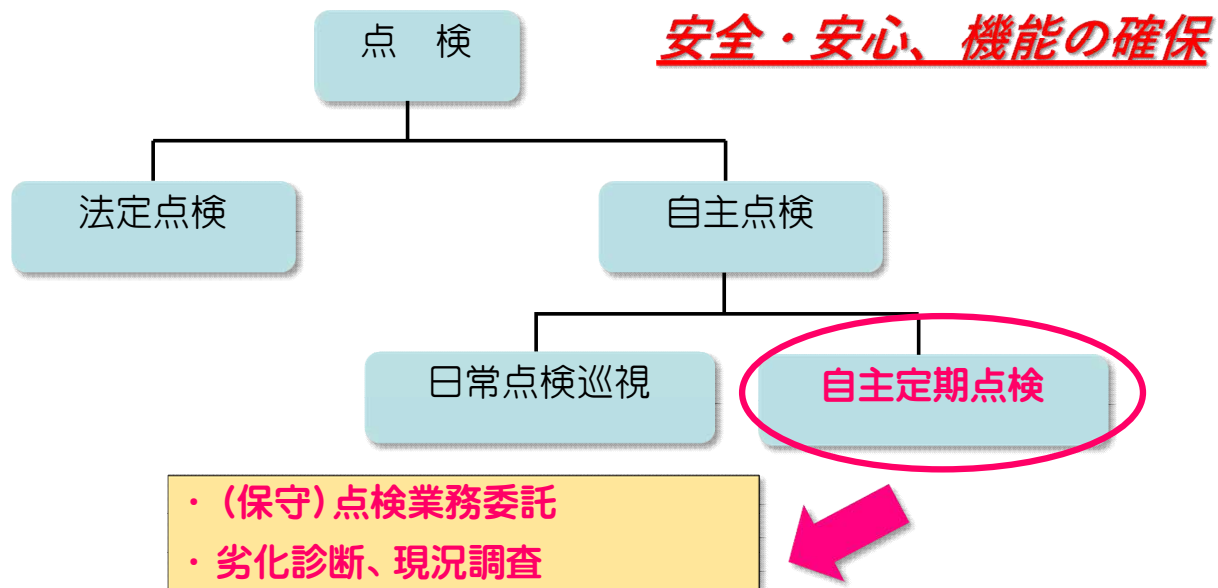 安全・安心、機能の確保
点　検
法定点検
自主点検
日常点検巡視
自主定期点検
・(保守)点検業務委託
・劣化診断、現況調査